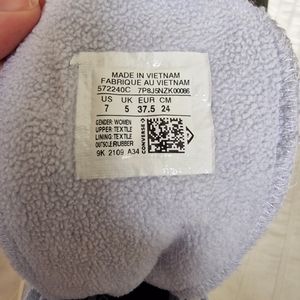 MADE IN VIETNAM
FABRIQUE AU VIETNAM
572240C 7P8J5NZK00086
US UK EUR CM
7 5 37.5 24
GENDER: WOMEN
UPPER: TEXTILE
LINING: TEXTILE
OUTSOLE: RUBBER
9K 2109 A34
CONVERSE